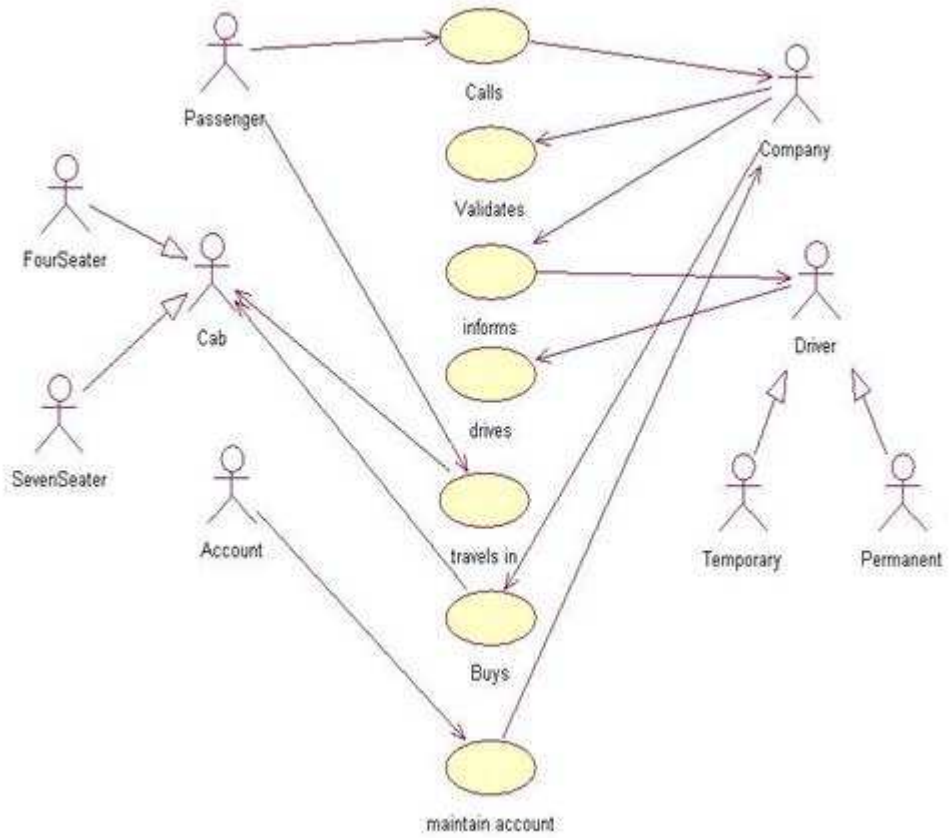 Calls
Passenger
Company
Validates
FourSeater
informs
Cab
Driver
drives
SevenSeater
Account
travels in
Temporary
Permanent
Buys
maintain account